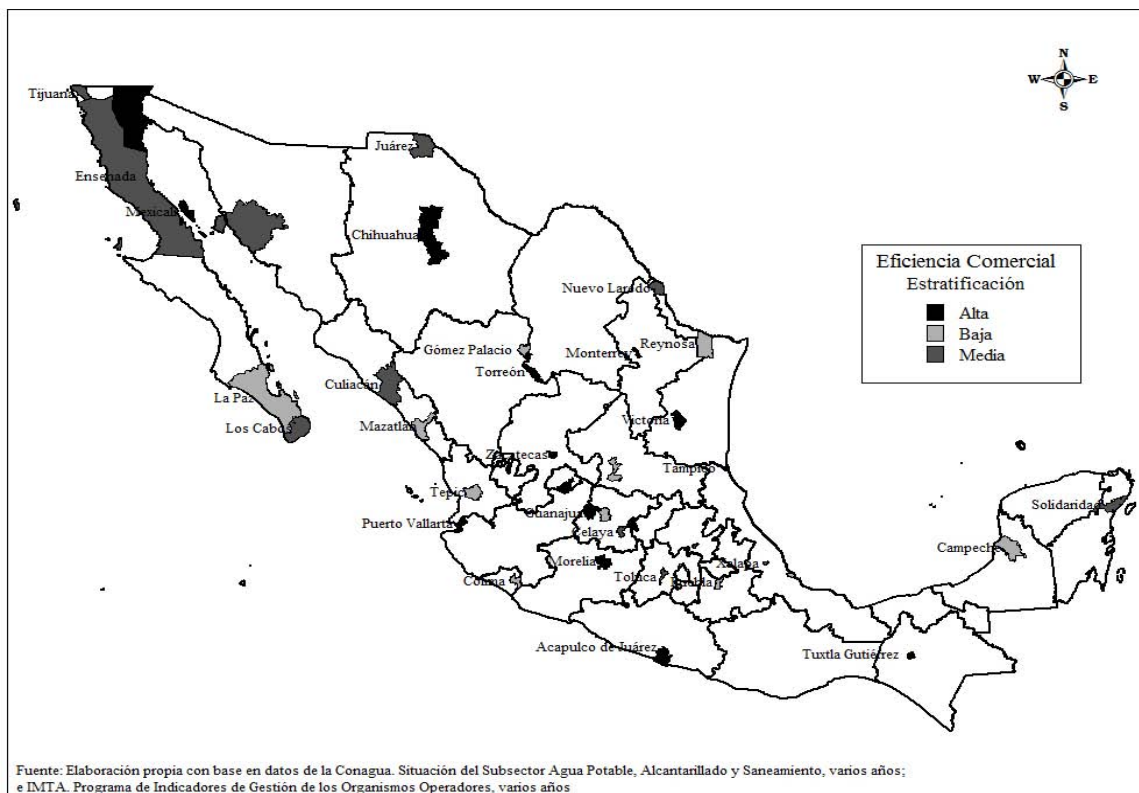 N
W E
S
Tijuana
Juárez
Ensenada
Mexicali
Chihuahua
Eficiencia Comercial
Estratificación
Alta
Baja
Media
Nuevo Laredo
Reynosa
Gómez Palacio
Monterrey
Torreón
Culiacán
La Paz
Los Cabos
Mazatlán
Victoria
Zacatecas
Tampico
Tepic
Solidaridad
Guanajua
Puerto Vallarta
Celaya
Campeche
Morelia
Xalapa
Toluca
Puebla
Colima
Acapulco de Juárez
Tuxtla Gutiérrez
Fuente: Elaboración propia con base en datos de la Conagua. Situación del Subsector Agua Potable, Alcantarillado y Saneamiento, varios años;
e IMTA. Programa de Indicadores de Gestión de los Organismos Operadores, varios años